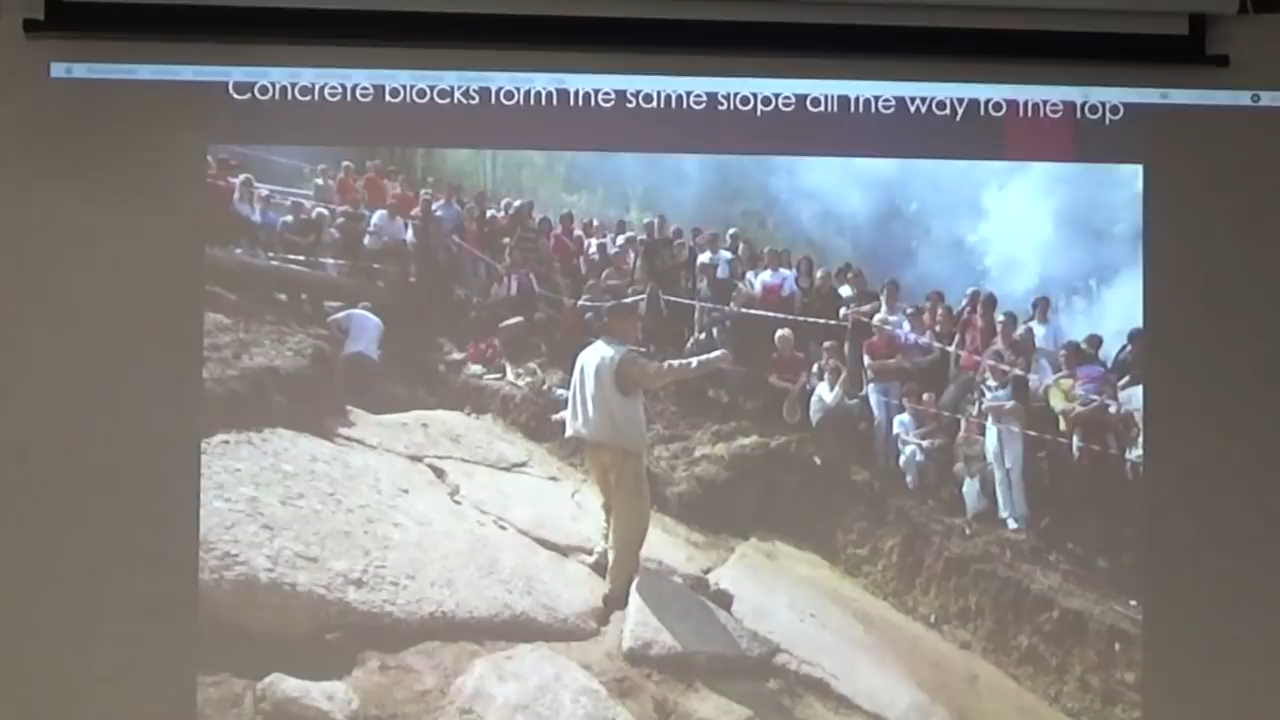 Concrete blocks form the same slope all the way to the top